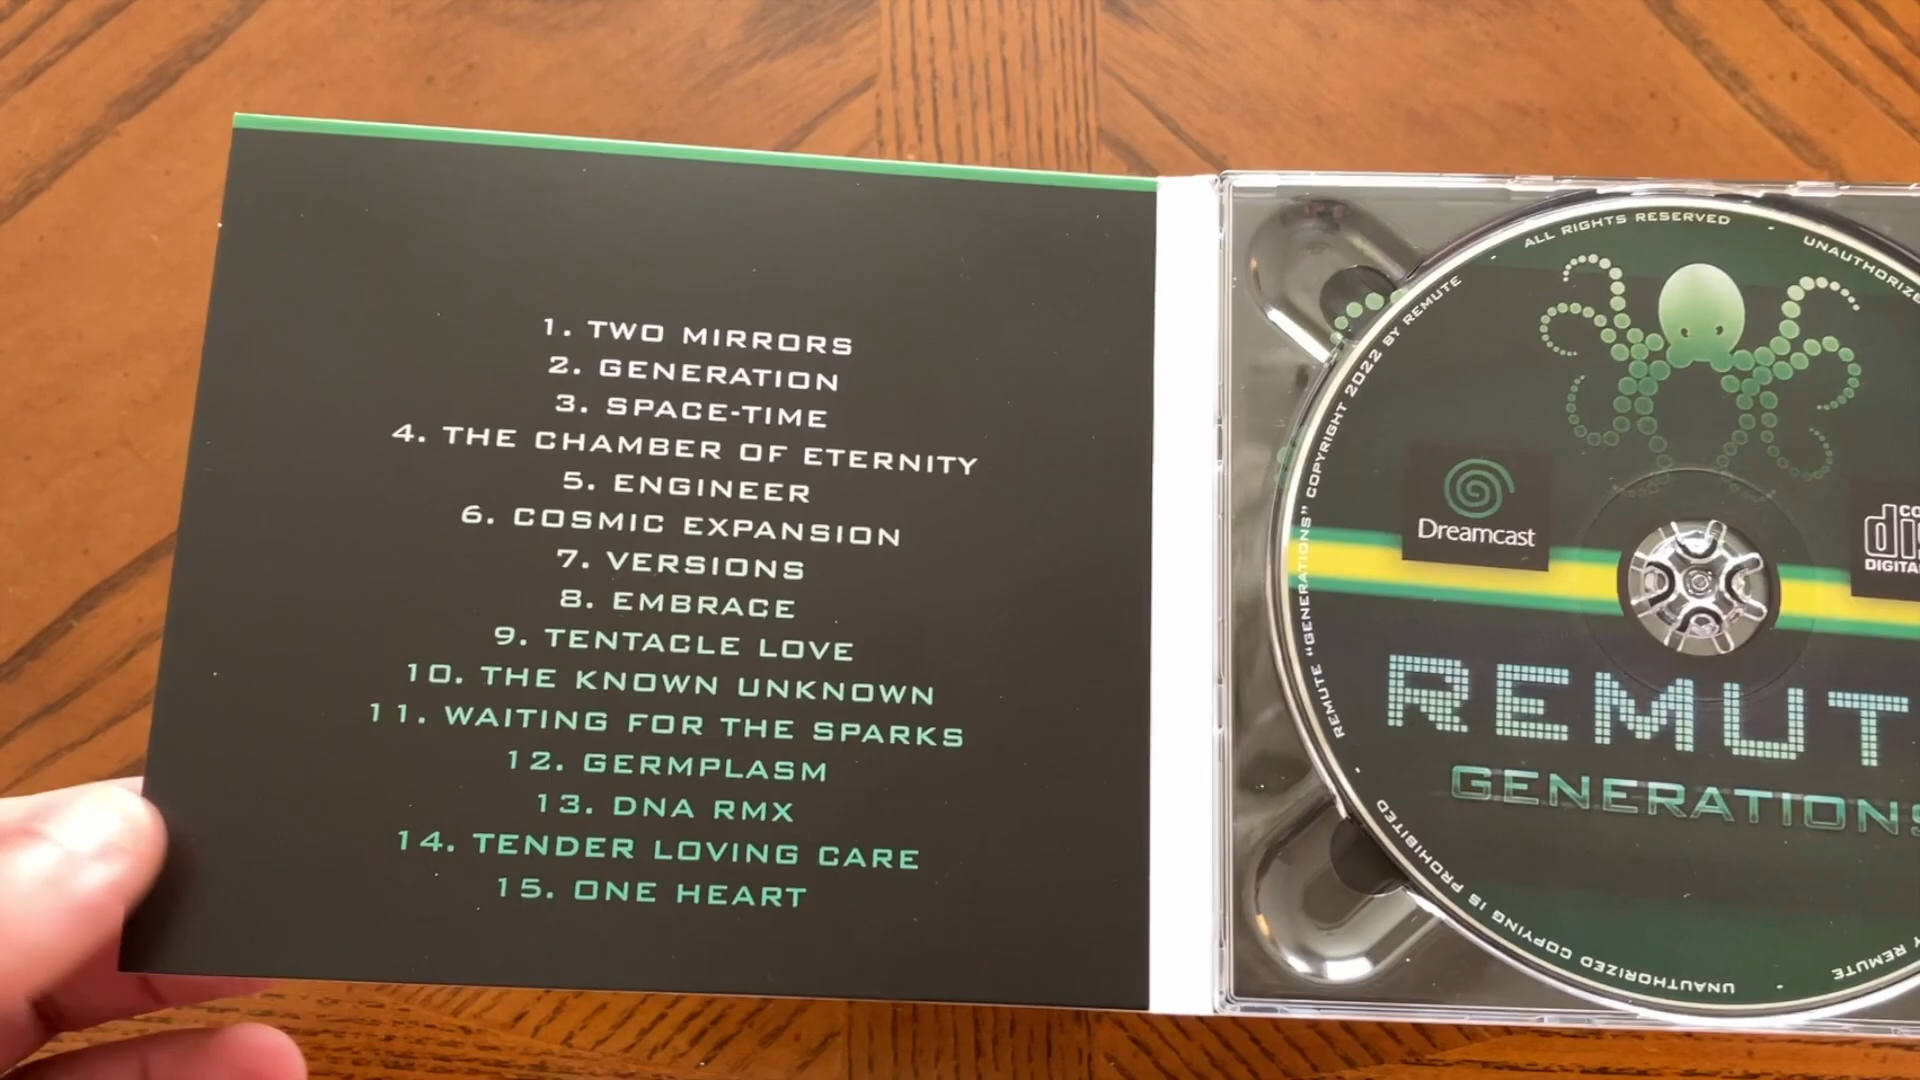 1. TWO MIRRORS
2. GENERATION
3. SPACE-TIME
4. THE CHAMBER OF ETERNITY
5. ENGINEER
6. COSMIC EXPANSION
7. VERSIONS
8. EMBRACE
9. TENTACLE LOVE
10. THE KNOWN UNKNOWN
11. WAITING FOR THE SPARKS
12. GERMPLASM
13. DNA RMX
14. TENDER LOVING CARE
15. ONE HEART
REMUTE "GENERATIONS" COPYRIGHT 2022 BY REMUTE - ALL RIGHTS RESERVED - UNAUTHORIZE
Dreamcast
DIGITA
REMUT
GENERATIONS
UNAUTHORIZED COPYING IS PROHIBITED
Y REMUTE